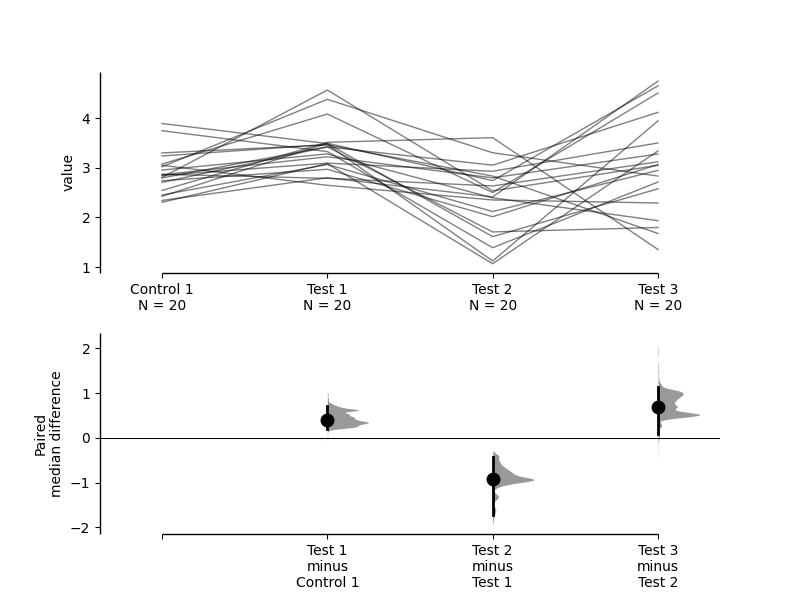 4
3
2
1
value
Control 1
N = 20
Test 1
N = 20
Test 2
N = 20
Test 3
N = 20
2
1
0
−1
−2
Paired
median difference
Test 1
minus
Control 1
Test 2
minus
Test 1
Test 3
minus
Test 2